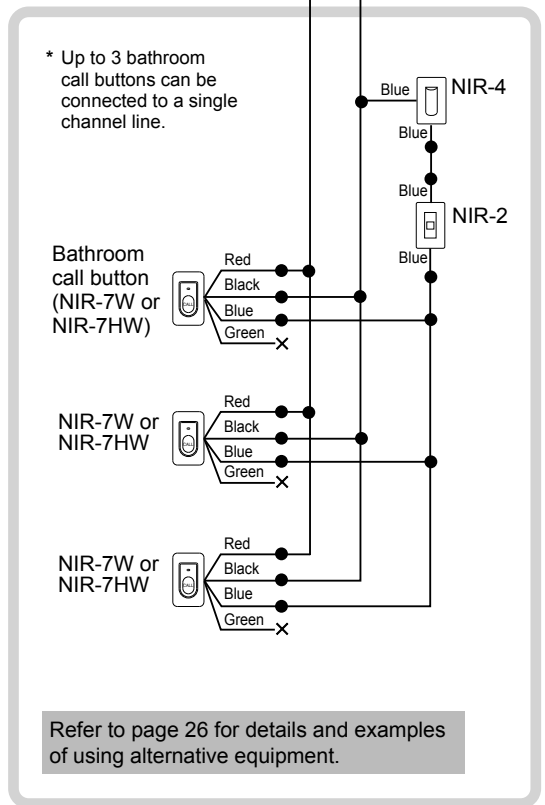 * Up to 3 bathroom
call buttons can be
connected to a single
channel line.
Blue
NIR-4
Blue
Blue
NIR-2
Blue
Bathroom
call button
(NIR-7W or
NIR-7HW)
CALL
Red
Black
Blue
Green
NIR-7W or
NIR-7HW
CALL
Red
Black
Blue
Green
NIR-7W or
NIR-7HW
CALL
Red
Black
Blue
Green
Refer to page 26 for details and examples
of using alternative equipment.